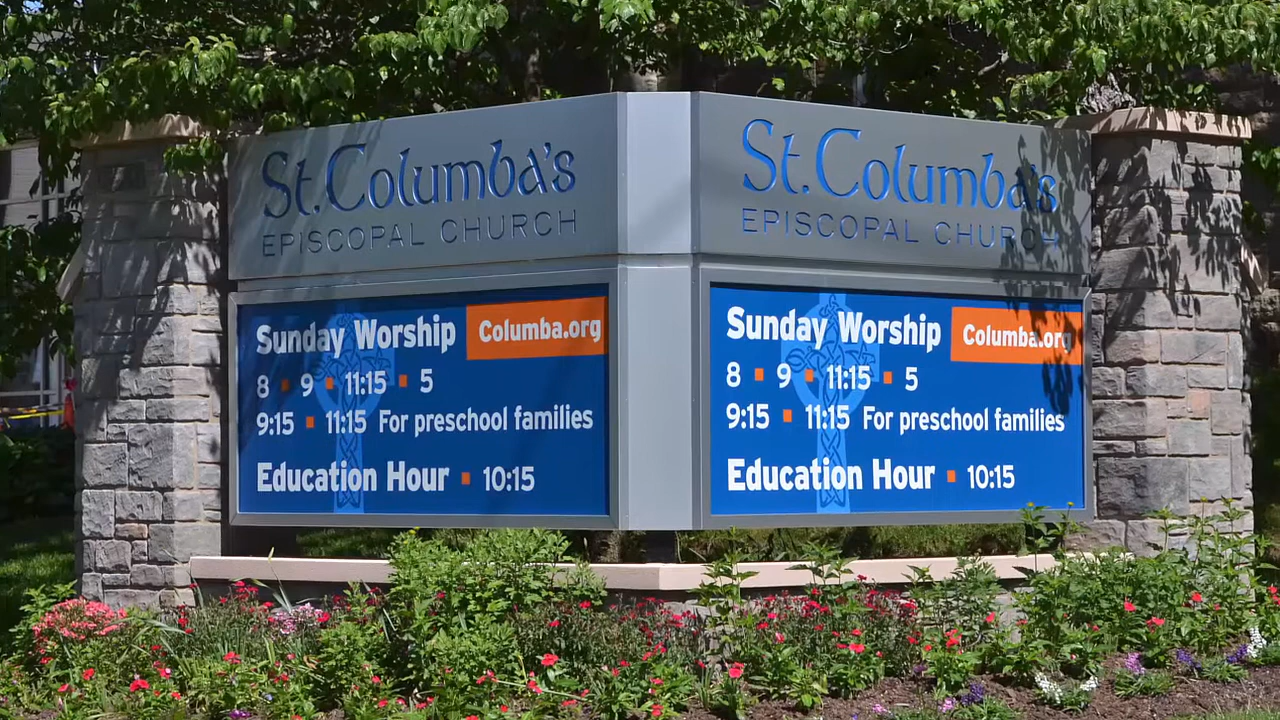 St. Columba's
EPISCOPAL CHURCH
Sunday Worship
Columba.org
8 ▪ 9 ▪ 11:15 ▪ 5
9:15 ▪ 11:15 For preschool families
Education Hour ▪ 10:15
St. Columba's
EPISCOPAL CHURCH
Sunday Worship
Columba.org
8 ▪ 9 ▪ 11:15 ▪ 5
9:15 ▪ 11:15 For preschool families
Education Hour ▪ 10:15